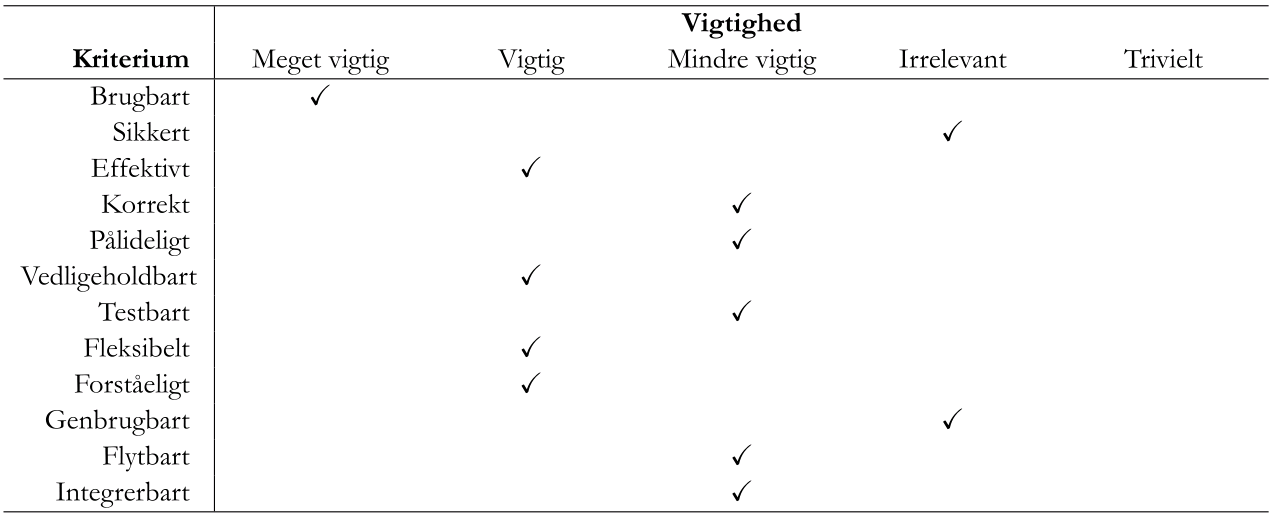 Vigtighed
Kriterium Meget vigtig Vigtig Mindre vigtig Irrelevant Trivielt
Brugbart ✓
Sikkert ✓
Effektivt ✓
Korrekt ✓
Pålideligt ✓
Vedligeholdbart ✓
Testbart ✓
Fleksibelt ✓
Forståeligt ✓
Genbrugbart ✓
Flytbart ✓
Integrerbart ✓